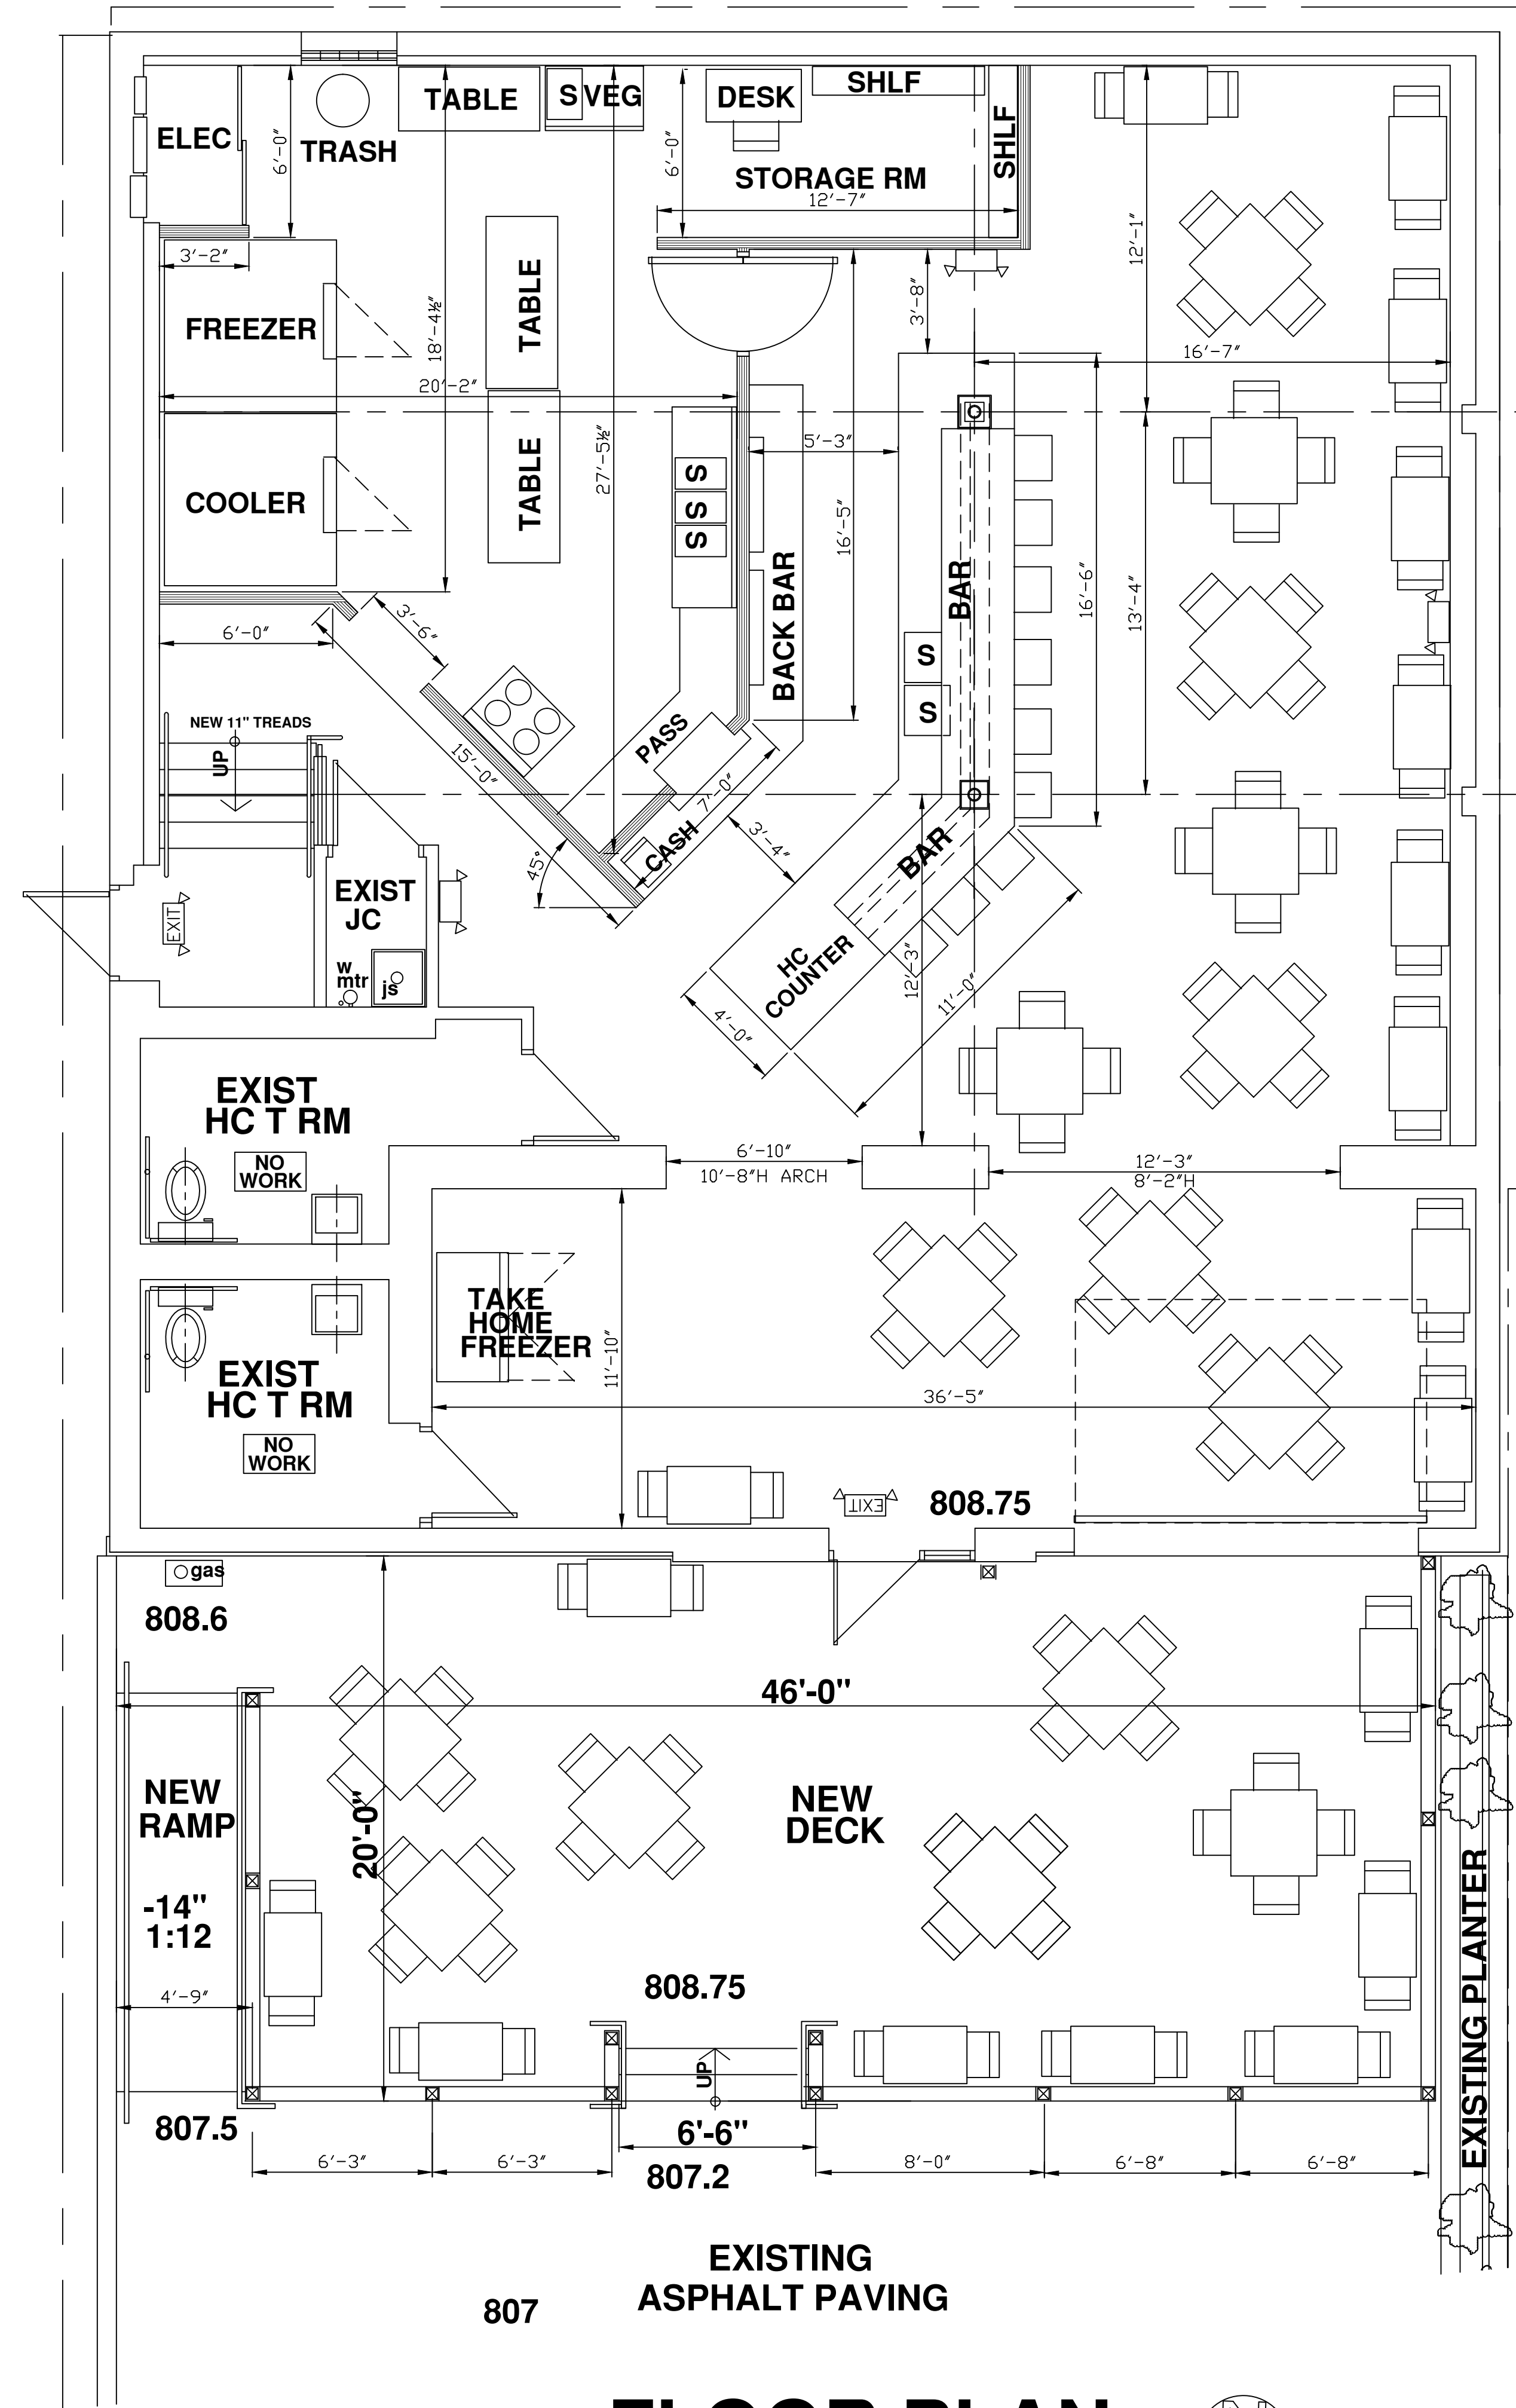 ELEC
6'-0"
TRASH
TABLE
S VEG
6'-0"
DESK
SHLF
SHLF
STORAGE RM
12'-7"
12'-1"
3'-2"
FREEZER
18'-4½"
TABLE
3'-8"
16'-7"
20'-2"
COOLER
TABLE
27'-5½"
S
S
S
5'-3"
16'-5"
BACK BAR
BAR
16'-6"
13'-4"
S
S
6'-0"
3'-6"
NEW 11" TREADS
UP
15'-0"
PASS
7'-0"
CASH
45°
3'-4"
BAR
EXIT
EXIST
JC
w
mtr
js
HC
COUNTER
12'-3"
11'-0"
4'-0"
EXIST
HC T RM
NO
WORK
6'-10"
10'-8"H ARCH
12'-3"
8'-2"H
TAKE
HOME
FREEZER
11'-10"
36'-5"
EXIST
HC T RM
NO
WORK
EXIT
808.75
gas
808.6
46'-0"
NEW
RAMP
20'-0"
NEW
DECK
-14"
1:12
4'-9"
808.75
UP
EXISTING PLANTER
807.5
6'-6"
6'-3"
6'-3"
807.2
8'-0"
6'-8"
6'-8"
EXISTING
ASPHALT PAVING
807
FLOOR PLAN